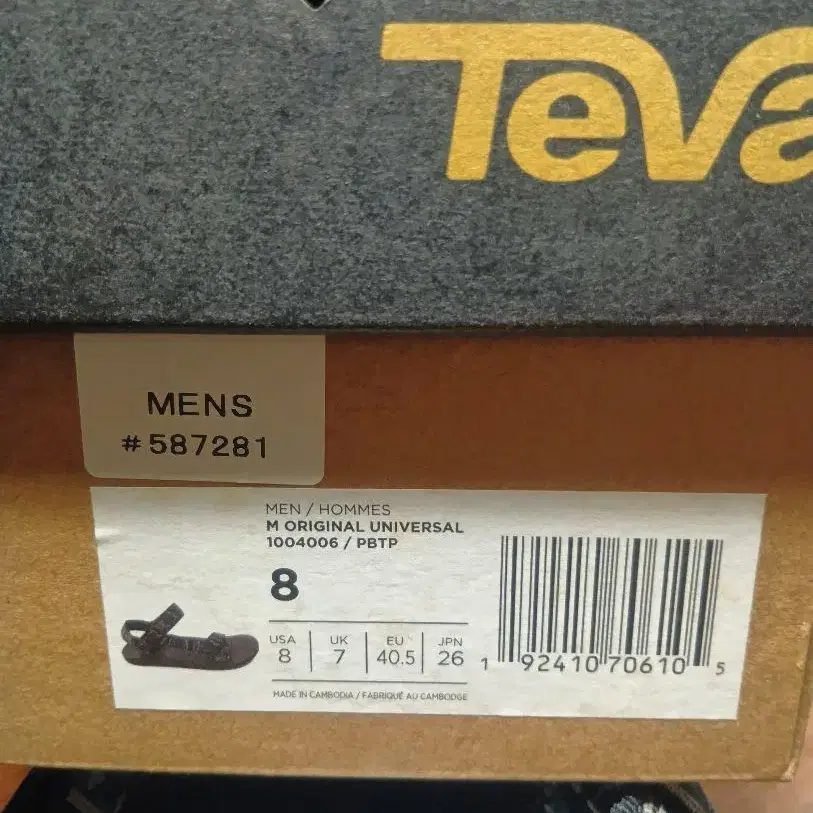 Teva
MENS
#587281
MEN / HOMMES
M ORIGINAL UNIVERSAL
1004006 / PBTP
8
USA UK EU JPN
8 7 40.5 26
MADE IN CAMBODIA / FABRIQUÉ AU CAMBODGE
1 92410 70610 5